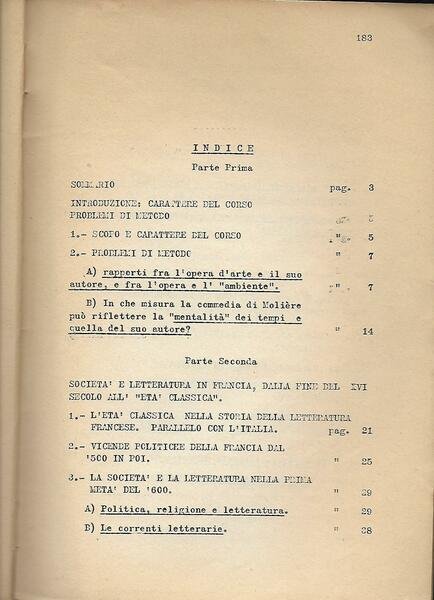 183
I N D I C E
Parte Prima
SOMMARIO pag. 3
INTRODUZIONE: CARATTERE DEL CORSO
PROBLEMI DI METODO 5
1.- SCOPO E CARATTERE DEL CORSO " 5
2.- PROBLEMI DI METODO " 7
A) rapporti fra l'opera d'arte e il suo
autore, e fra l'opera e l' "ambiente". " 7
B) In che misura la commedia di Molière
può riflettere la "mentalità" dei tempi e
quella del suo autore? " 14
Parte Seconda
SOCIETA' E LETTERATURA IN FRANCIA, DALLA FINE DEL XVI
SECOLO ALL' "ETA' CLASSICA".
1.- L'ETA' CLASSICA NELLA STORIA DELLA LETTERATURA
FRANCESE. PARALLELO CON L'ITALIA. pag. 21
2.- VICENDE POLITICHE DELLA FRANCIA DAL
'500 IN POI. " 25
3.- LA SOCIETA' E LA LETTERATURA NELLA PRIMA
META' DEL '600. " 29
A) Politica, religione e letteratura. " 29
B) Le correnti letterarie. " 38